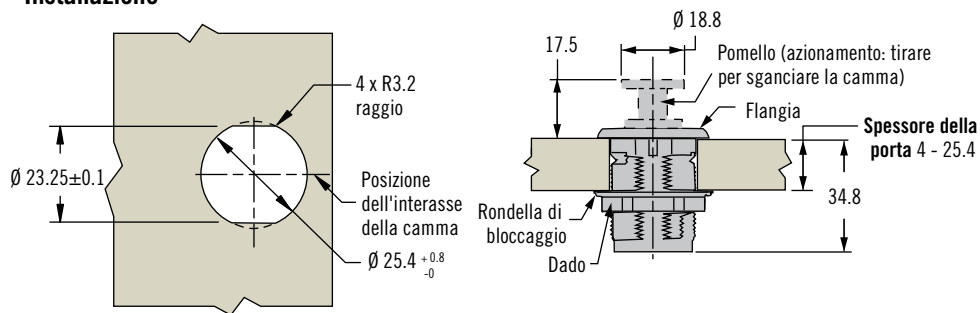 4 x R3.2
raggio
Ø 23.25±0.1
Posizione
dell'interasse
della camma
Ø 25.4 +0.8
-0
Ø 18.8
17.5
Pomello (azionamento: tirare
per sganciare la camma)
Flangia
Spessore della
porta 4 - 25.4
34.8
Rondella di
bloccaggio
Dado